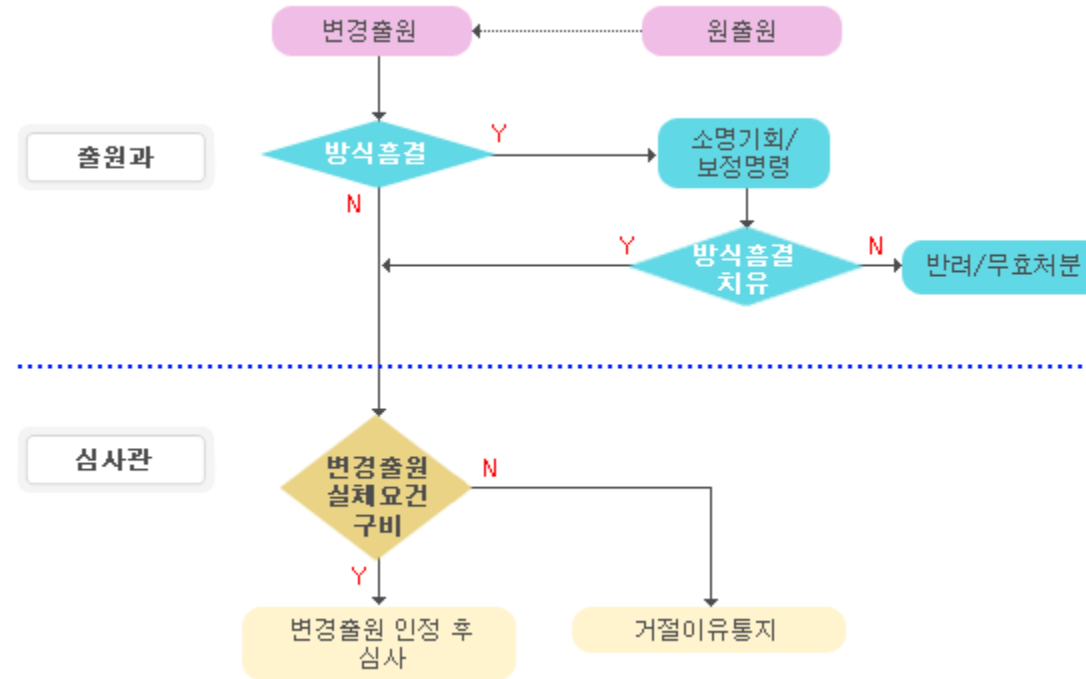 변경출원
원출원
출원과
방식흠결
Y
소명기회/
보정명령
N
Y
방식흠결
치유
N
반려/무효처분
심사관
변경출원
실체요건
구비
N
Y
변경출원 인정 후
심사
거절이유통지